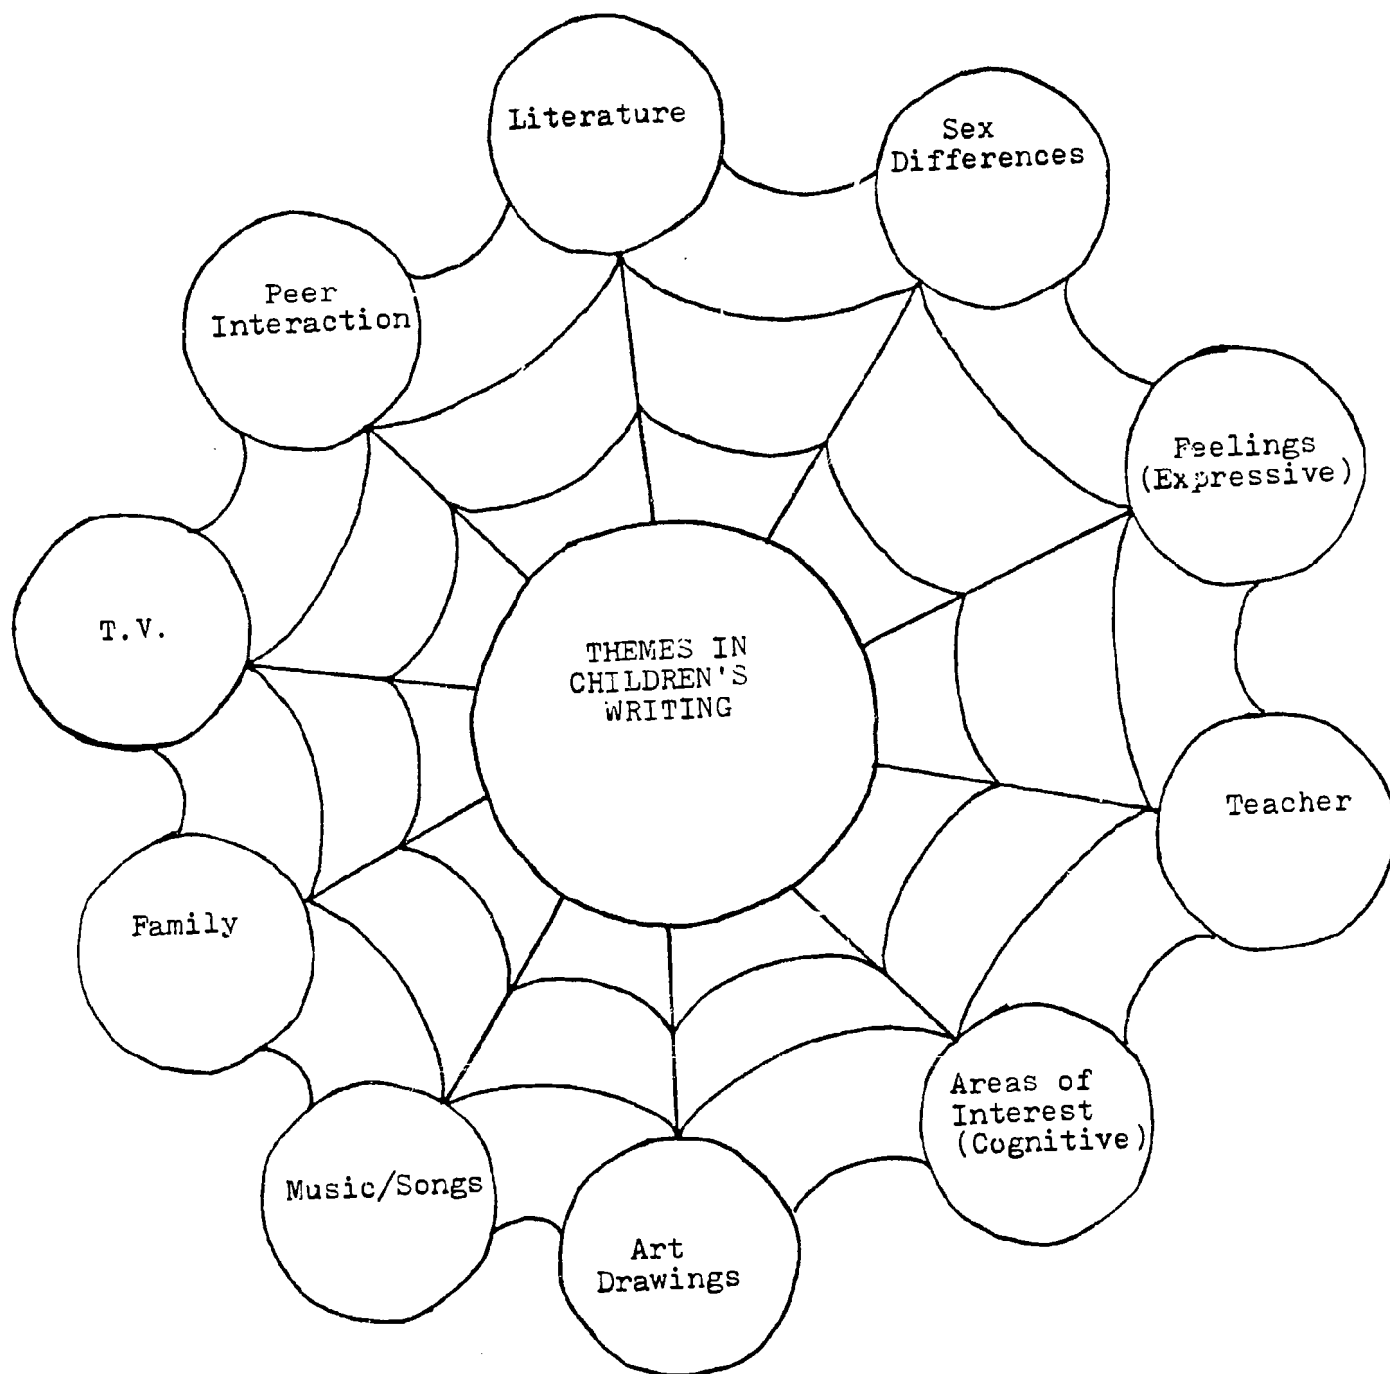 Literature
Sex
Differences
Peer
Interaction
Feelings
(Expressive)
T.V.
THEMES IN
CHILDREN'S
WRITING
Teacher
Family
Areas of
Interest
(Cognitive)
Music/Songs
Art
Drawings